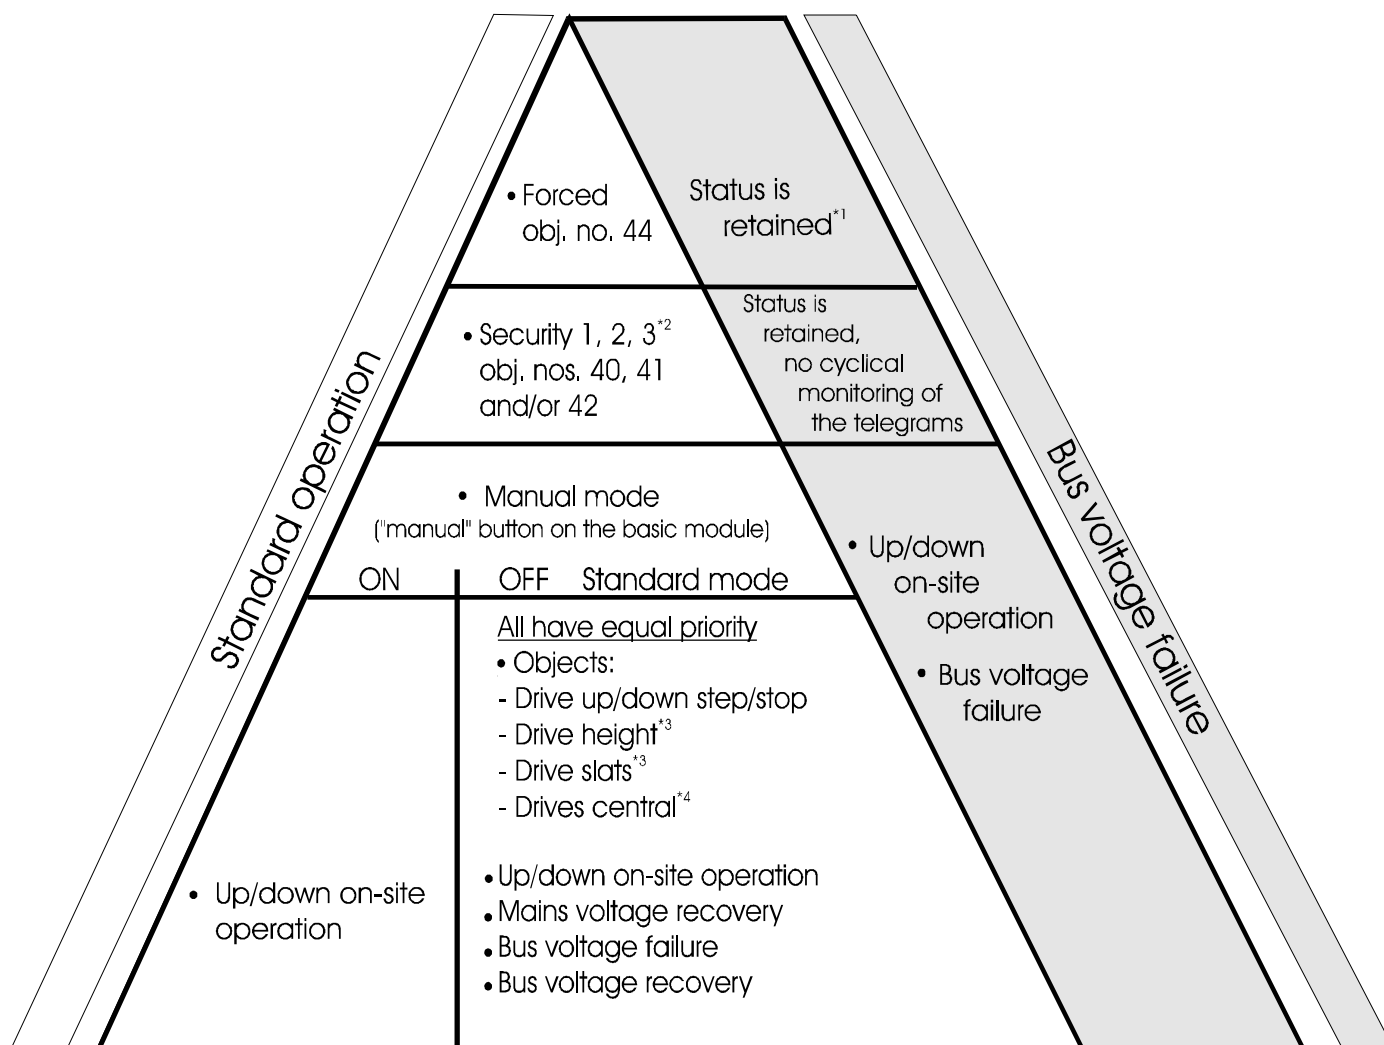 Standard operation
• Forced
obj. no. 44
Status is
retained*1
• Security 1, 2, 3*2
obj. nos. 40, 41
and/or 42
Status is
retained,
no cyclical
monitoring of
the telegrams
• Manual mode
("manual" button on the basic module)
ON
OFF Standard mode
All have equal priority
• Objects:
- Drive up/down step/stop
- Drive height*3
- Drive slats*3
- Drives central*4
• Up/down on-site
operation
• Up/down on-site operation
• Mains voltage recovery
• Bus voltage failure
• Bus voltage recovery
• Up/down
on-site
operation
• Bus voltage
failure
Bus voltage failure